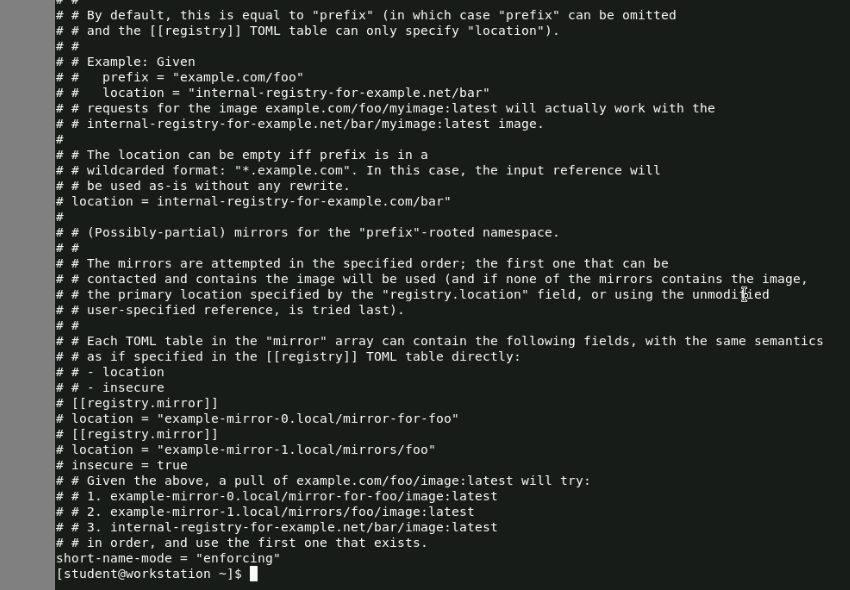 # #
# # By default, this is equal to "prefix" (in which case "prefix" can be omitted
# # and the [[registry]] TOML table can only specify "location").
# #
# # Example: Given
# #   prefix = "example.com/foo"
# #   location = "internal-registry-for-example.net/bar"
# # requests for the image example.com/foo/myimage:latest will actually work with the
# # internal-registry-for-example.net/bar/myimage:latest image.
#
# # The location can be empty iff prefix is in a
# # wildcarded format: "*.example.com". In this case, the input reference will
# # be used as-is without any rewrite.
# location = internal-registry-for-example.com/bar"
#
# # (Possibly-partial) mirrors for the "prefix"-rooted namespace.
# #
# # The mirrors are attempted in the specified order; the first one that can be
# # contacted and contains the image will be used (and if none of the mirrors contains the image,
# # the primary location specified by the "registry.location" field, or using the unmodified
# # user-specified reference, is tried last).
# #
# # Each TOML table in the "mirror" array can contain the following fields, with the same semantics
# # as if specified in the [[registry]] TOML table directly:
# # - location
# # - insecure
# [[registry.mirror]]
# location = "example-mirror-0.local/mirror-for-foo"
# [[registry.mirror]]
# location = "example-mirror-1.local/mirrors/foo"
# insecure = true
# # Given the above, a pull of example.com/foo/image:latest will try:
# # 1. example-mirror-0.local/mirror-for-foo/image:latest
# # 2. example-mirror-1.local/mirrors/foo/image:latest
# # 3. internal-registry-for-example.net/bar/image:latest
# # in order, and use the first one that exists.
short-name-mode = "enforcing"
[student@workstation ~]$